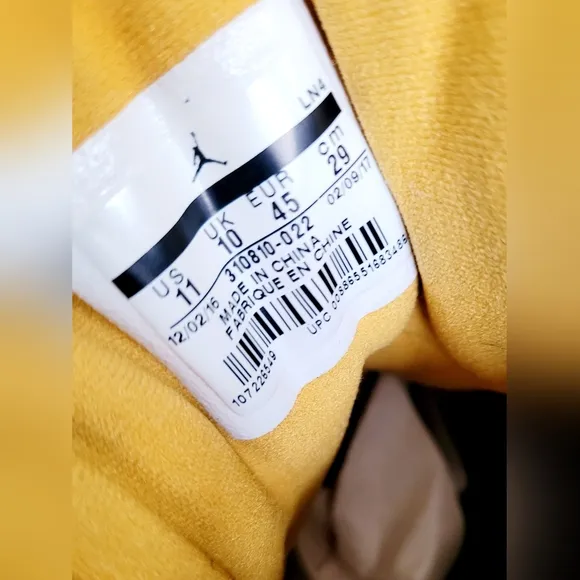 LN4
US UK EUR cm
11 10 45 29
12/02/16 310810-022 02/09/17
MADE IN CHINA
FABRIQUE EN CHINE
107226549
UPC